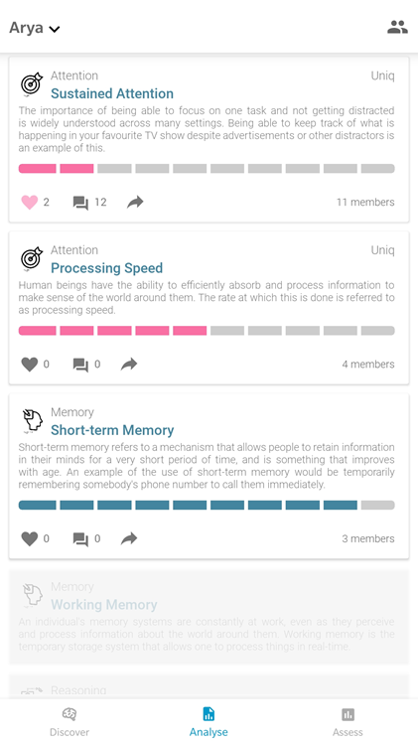 Arya
Attention Uniq
Sustained Attention
The importance of being able to focus on one task and not getting distracted
is widely understood across many settings. Being able to keep track of what is
happening in your favourite TV show despite advertisements or other distractors is
an example of this.
2 12 11 members
Attention Uniq
Processing Speed
Human beings have the ability to efficiently absorb and process information to
make sense of the world around them. The rate at which this is done is referred to
as processing speed.
0 0 4 members
Memory
Short-term Memory
Short-term memory refers to a mechanism that allows people to retain information
in their minds for a very short period of time, and is something that improves
with age. An example of the use of short-term memory would be temporarily
remembering somebody's phone number to call them immediately.
0 0 3 members
Memory
Working Memory
An individual's memory systems are constantly at work, even as they perceive
and process information about the world around them. Working memory is the
temporary storage system that allows one to process things in real-time.
Reasoning
Discover Analyse Assess